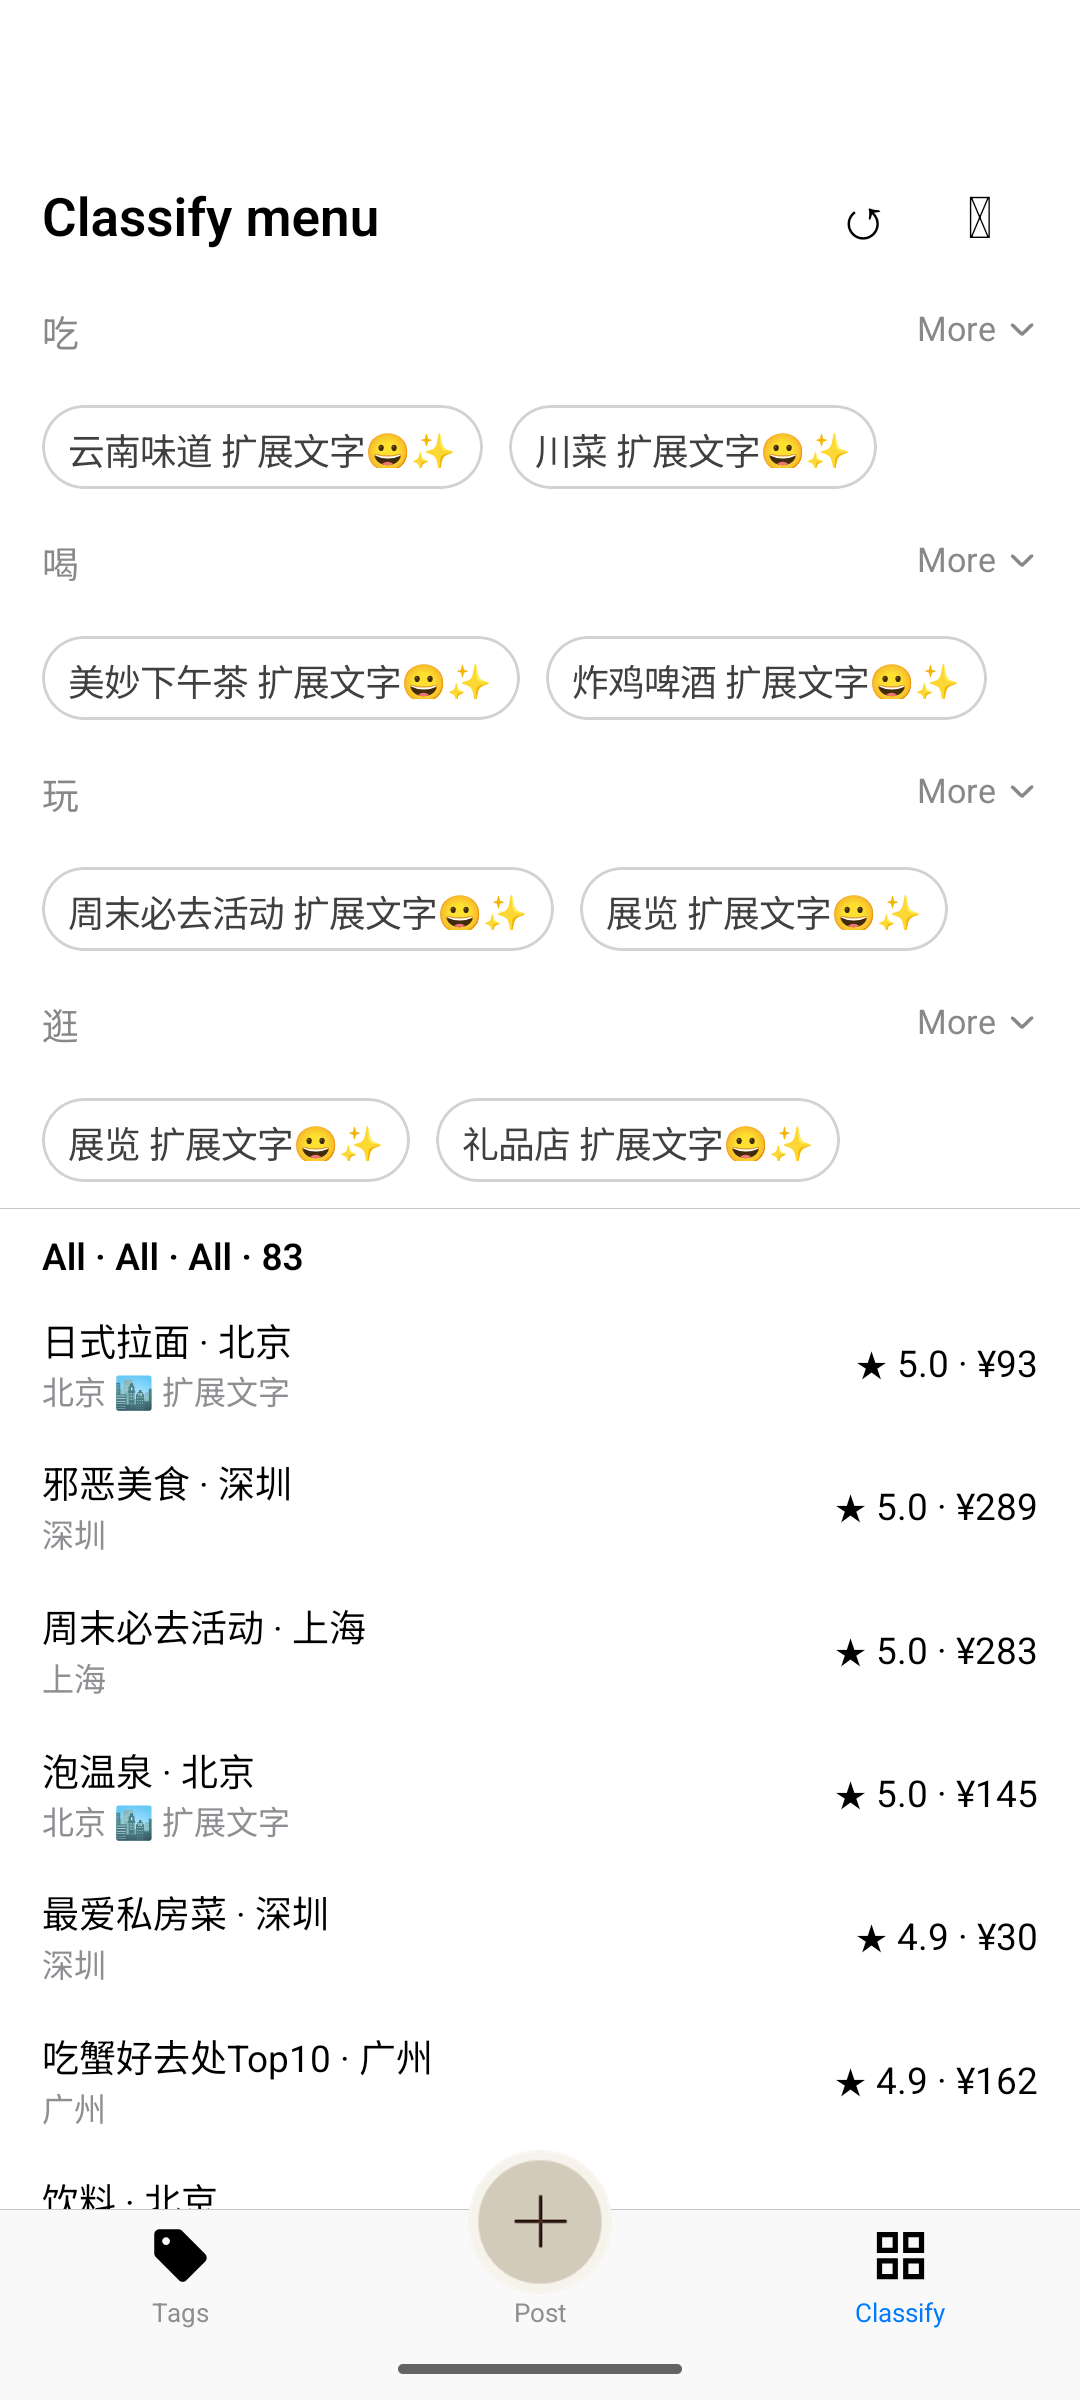 Classify menu
吃
More
云南味道 扩展文字😀✨
川菜 扩展文字😀✨
喝
More
美妙下午茶 扩展文字😀✨
炸鸡啤酒 扩展文字😀✨
玩
More
周末必去活动 扩展文字😀✨
展览 扩展文字😀✨
逛
More
展览 扩展文字😀✨
礼品店 扩展文字😀✨
All · All · All · 83
日式拉面 · 北京
北京 🏙️ 扩展文字
★ 5.0 · ¥93
邪恶美食 · 深圳
深圳
★ 5.0 · ¥289
周末必去活动 · 上海
上海
★ 5.0 · ¥283
泡温泉 · 北京
北京 🏙️ 扩展文字
★ 5.0 · ¥145
最爱私房菜 · 深圳
深圳
★ 4.9 · ¥30
吃蟹好去处Top10 · 广州
广州
★ 4.9 · ¥162
饮料 · 北京
Tags
Post
Classify